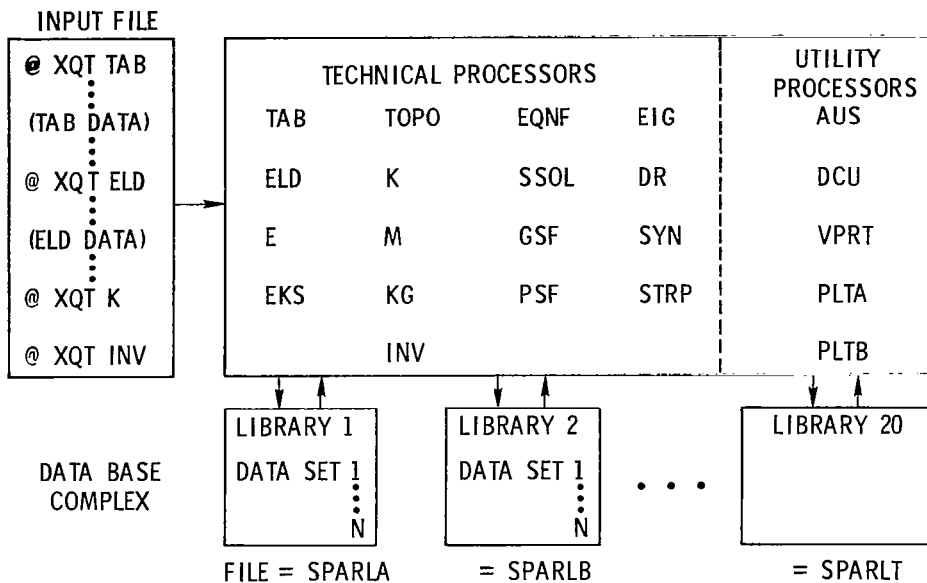 INPUT FILE
@ XQT TAB
(TAB DATA)
@ XQT ELD
(ELD DATA)
@ XQT K
@ XQT INV
TECHNICAL PROCESSORS
TAB TOPO EQNF EIG
ELD K SSOL DR
E M GSF SYN
EKS KG PSF STRP
INV
UTILITY
PROCESSORS
AUS
DCU
VPRT
PLTA
PLTB
DATA BASE
COMPLEX
LIBRARY 1
DATA SET 1
N
LIBRARY 2
DATA SET 1
N
LIBRARY 20
FILE = SPARLA
= SPARLB
= SPARLT